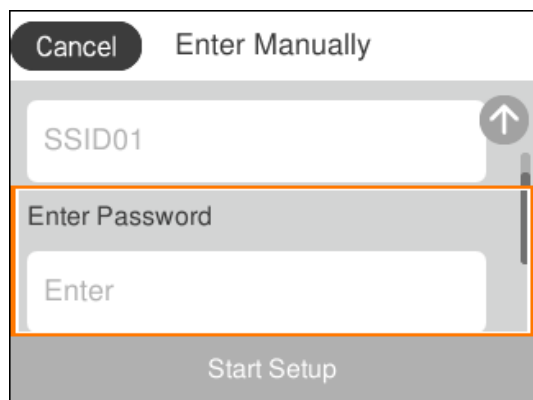 Cancel Enter Manually
SSID01
Enter Password
Enter
Start Setup